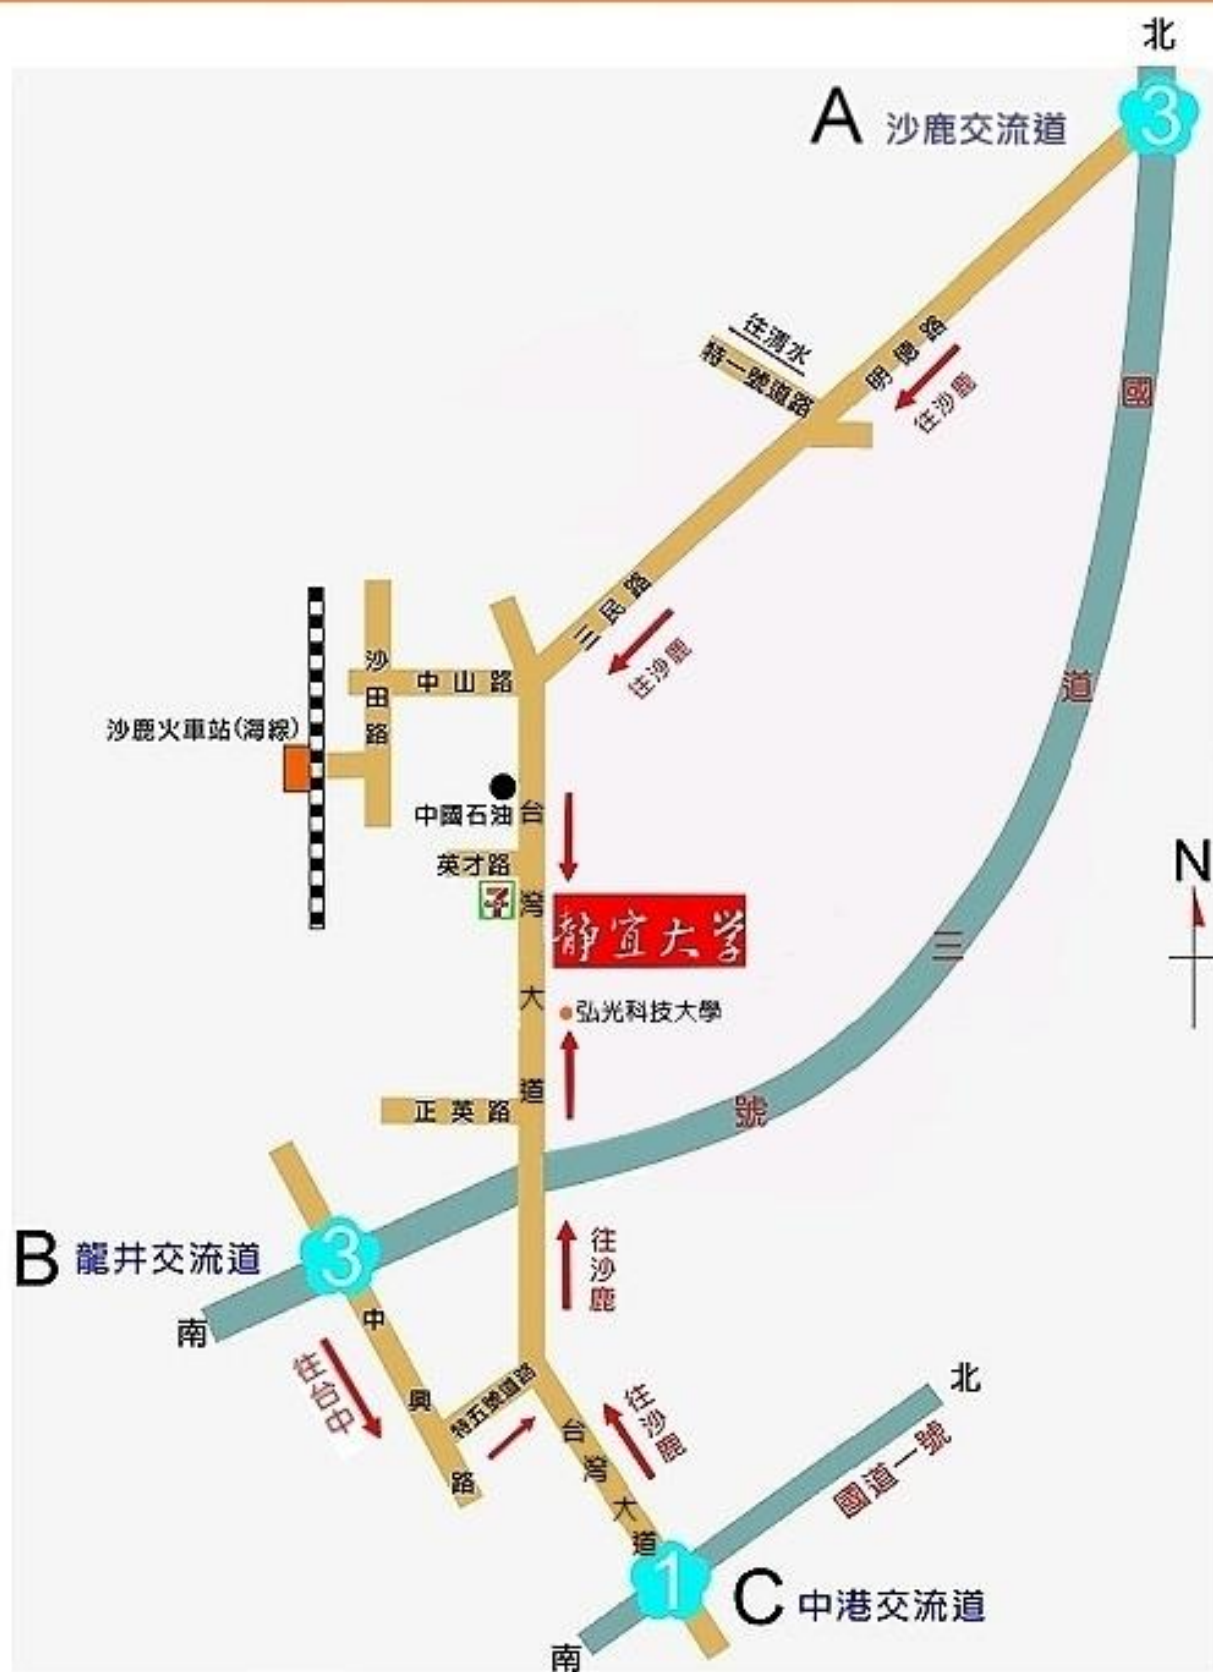 北
3
A 沙鹿交流道
往清水
特一號道路
明德路
往沙鹿
國道三號
三民路
往沙鹿
沙田路
中山路
沙鹿火車站(海線)
中國石油
台灣大道
英才路
7
靜宜大学
N
弘光科技大學
正英路
3
B 龍井交流道
南
往沙鹿
中興路
往台中
特五號道路
台灣大道
往沙鹿
北
國道一號
1
C 中港交流道
南